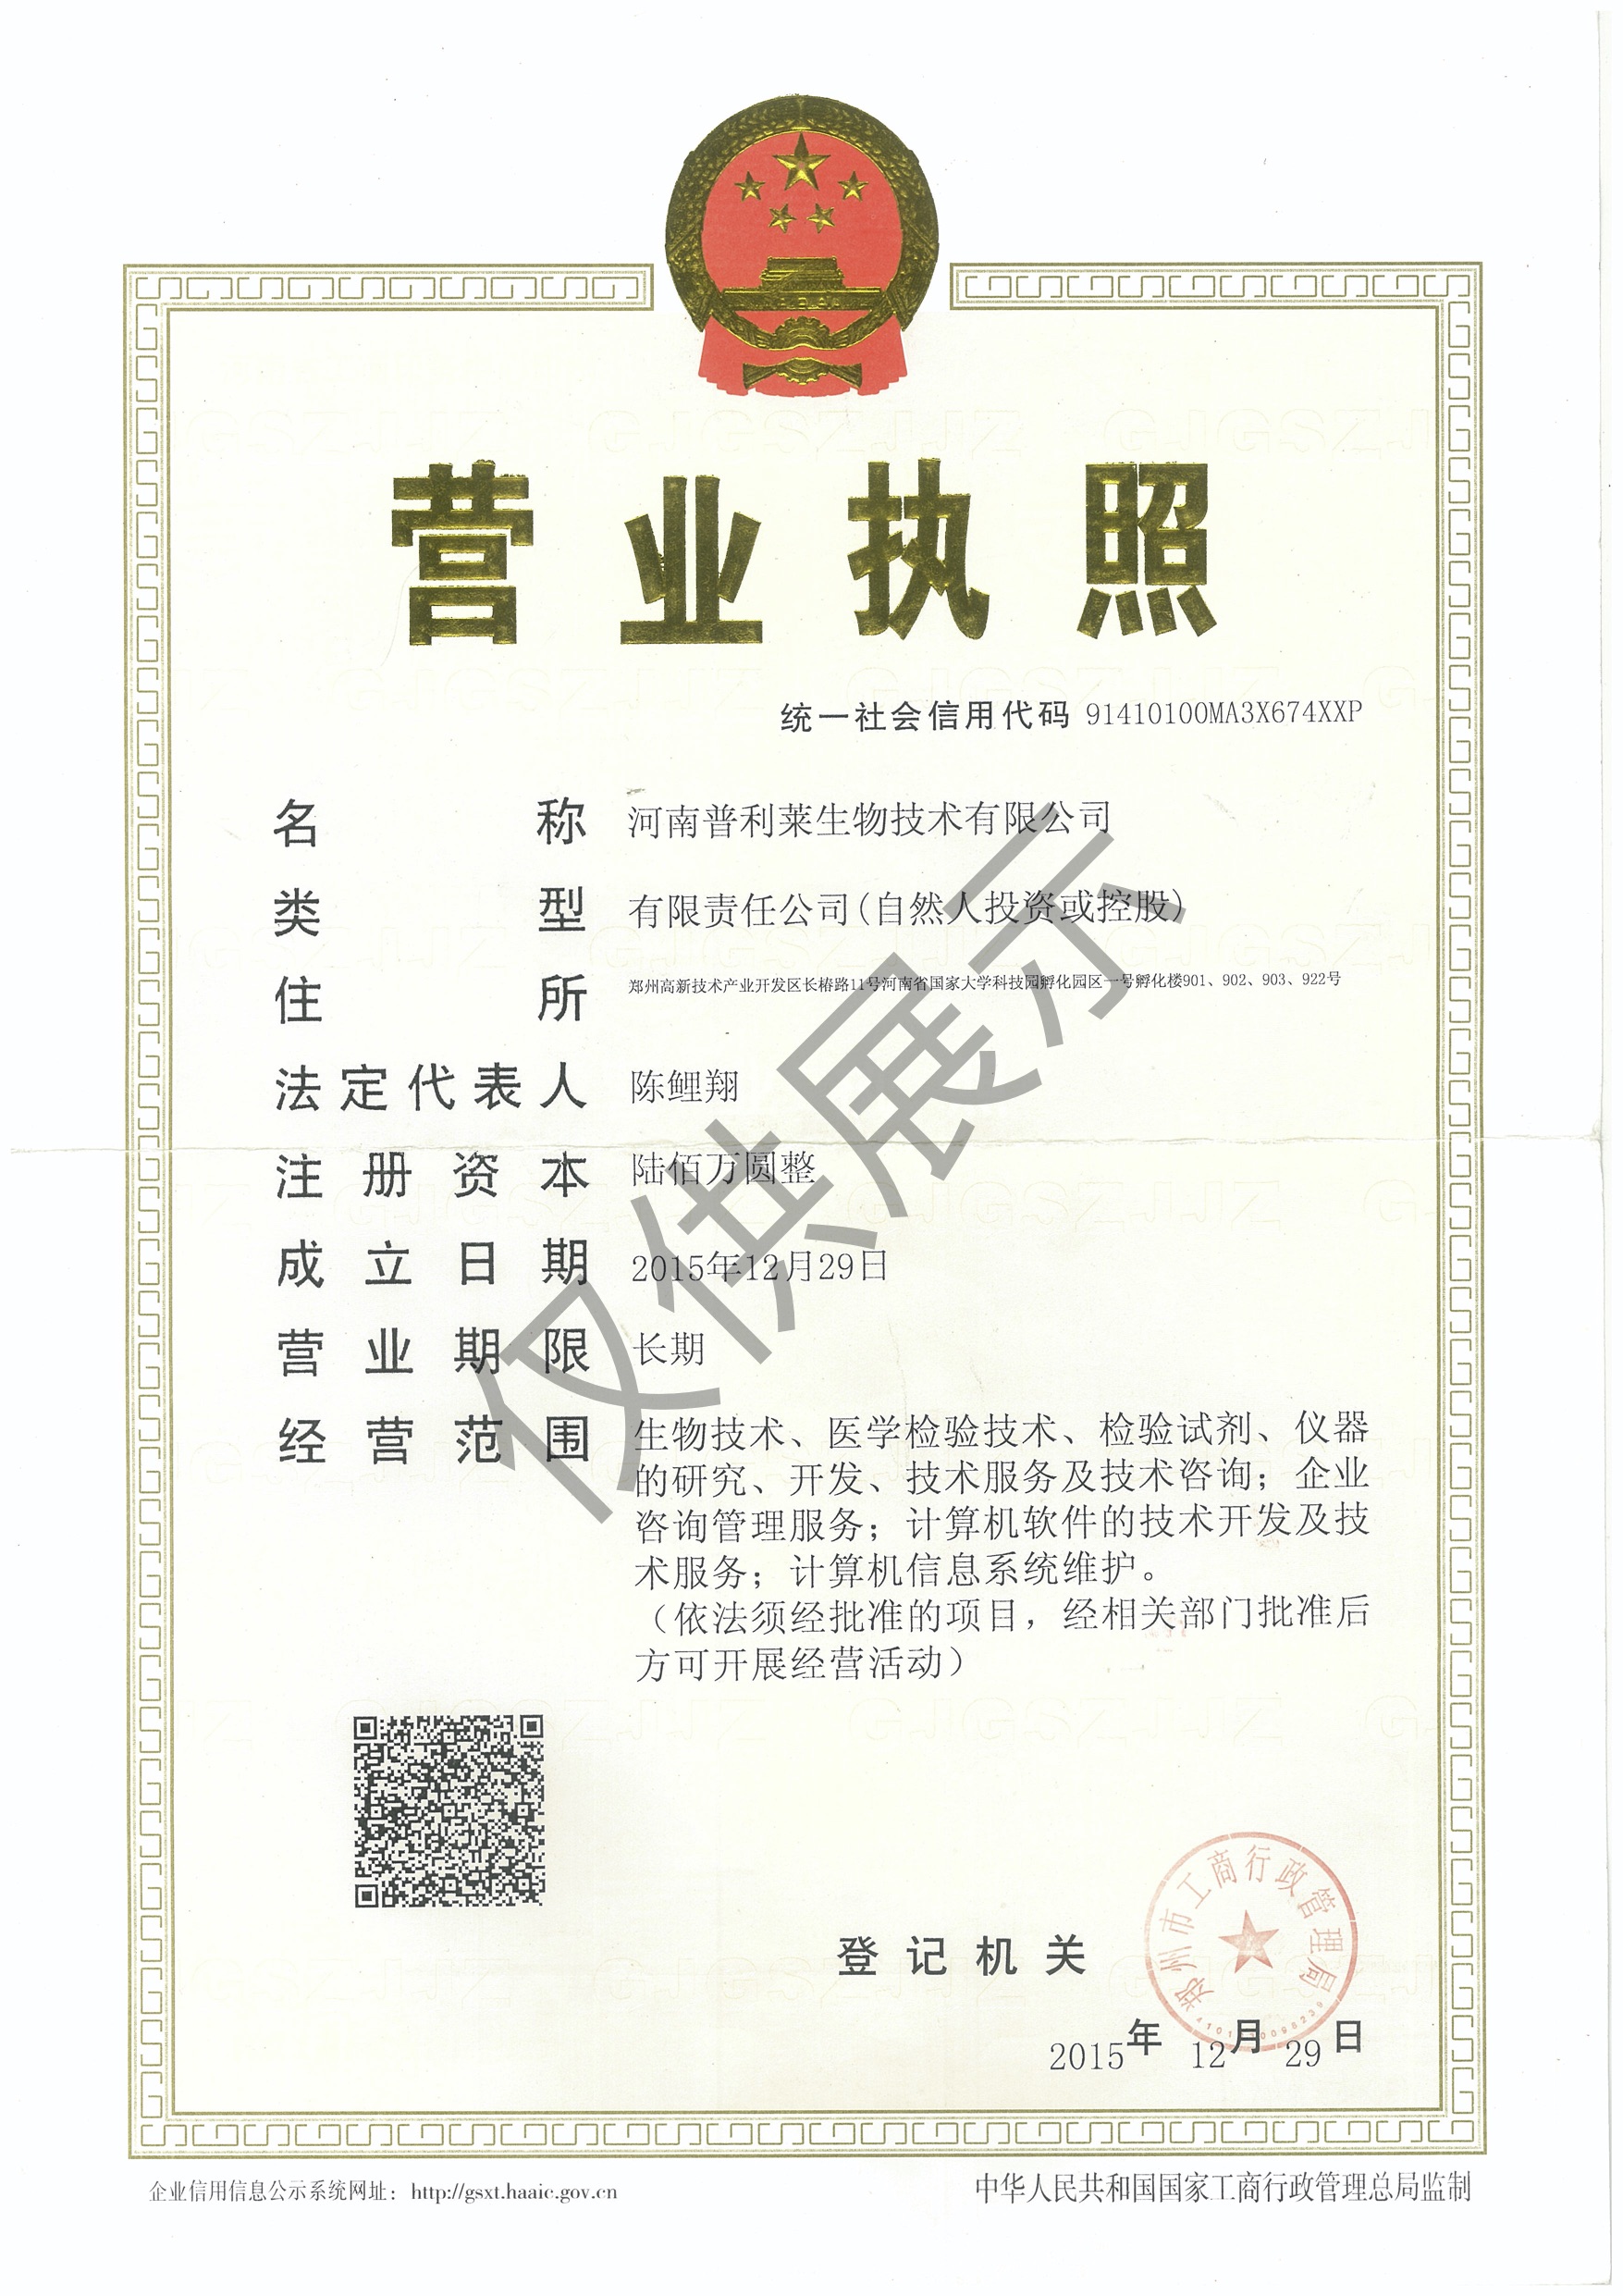 营业执照
统一社会信用代码 91410100MA3X674XXP
名称 河南普利莱生物技术有限公司
类型 有限责任公司(自然人投资或控股)
住所 郑州高新技术产业开发区长椿路11号河南省国家大学科技园孵化园区一号孵化楼901、902、903、922号
法定代表人 陈鲤翔
注册资本 陆佰万圆整
成立日期 2015年12月29日
营业期限 长期
经营范围 生物技术、医学检验技术、检验试剂、仪器
的研究、开发、技术服务及技术咨询；企业
咨询管理服务；计算机软件的技术开发及技
术服务；计算机信息系统维护。
（依法须经批准的项目，经相关部门批准后
方可开展经营活动）
仅供展示
登记机关
郑州市工商行政管理局
2015年 12月 29日
企业信用信息公示系统网址：http://gsxt.haaic.gov.cn
中华人民共和国国家工商行政管理总局监制